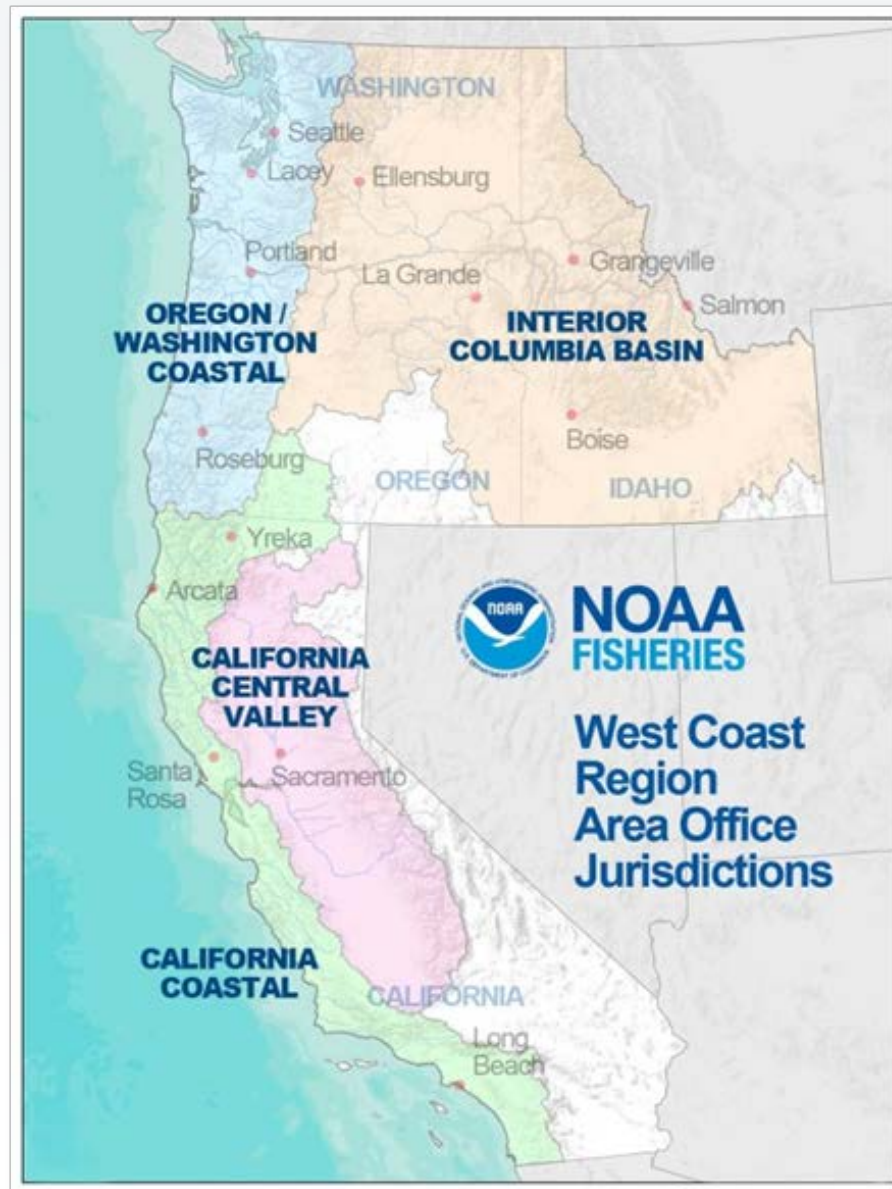 WASHINGTON
Seattle
Lacey
Ellensburg
Portland
La Grande
Grangeville
Salmon
OREGON /
WASHINGTON
COASTAL
INTERIOR
COLUMBIA BASIN
Boise
Roseburg
OREGON
IDAHO
Yreka
Arcata
NOAA
NOAA
FISHERIES
CALIFORNIA
CENTRAL
VALLEY
West Coast
Region
Area Office
Jurisdictions
Santa
Rosa
Sacramento
CALIFORNIA
COASTAL
CALIFORNIA
Long
Beach